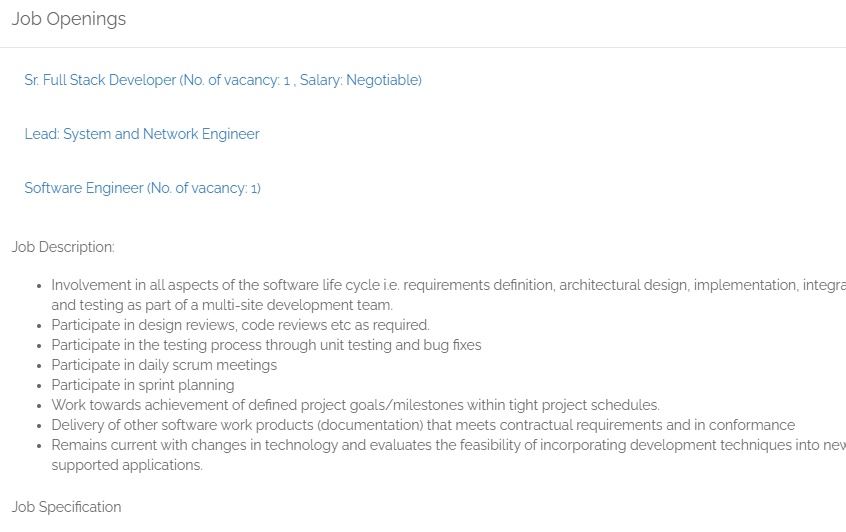 Job Openings
Sr. Full Stack Developer (No. of vacancy: 1 , Salary: Negotiable)
Lead: System and Network Engineer
Software Engineer (No. of vacancy: 1)
Job Description:
• Involvement in all aspects of the software life cycle i.e. requirements definition, architectural design, implementation, integra
and testing as part of a multi-site development team.
• Participate in design reviews, code reviews etc as required.
• Participate in the testing process through unit testing and bug fixes
• Participate in daily scrum meetings
• Participate in sprint planning
• Work towards achievement of defined project goals/milestones within tight project schedules.
• Delivery of other software work products (documentation) that meets contractual requirements and in conformance
• Remains current with changes in technology and evaluates the feasibility of incorporating development techniques into new
supported applications.
Job Specification